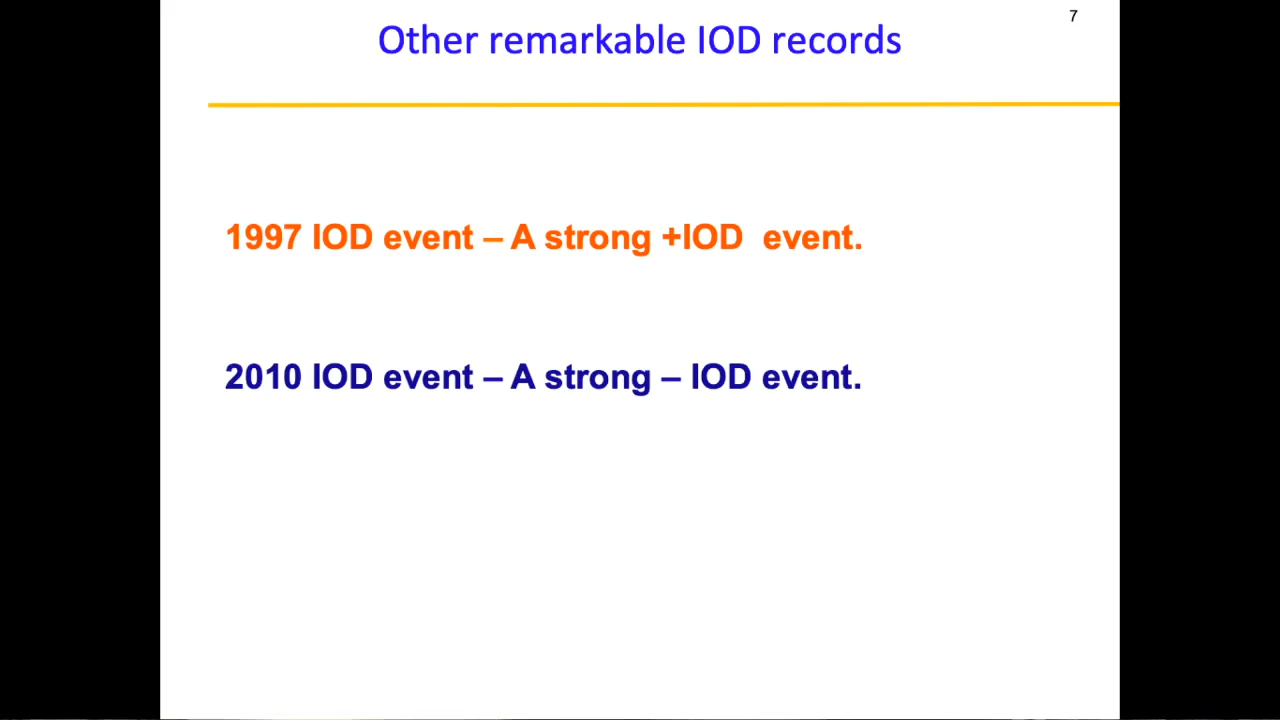 7
Other remarkable IOD records
1997 IOD event – A strong +IOD  event.
2010 IOD event – A strong – IOD event.